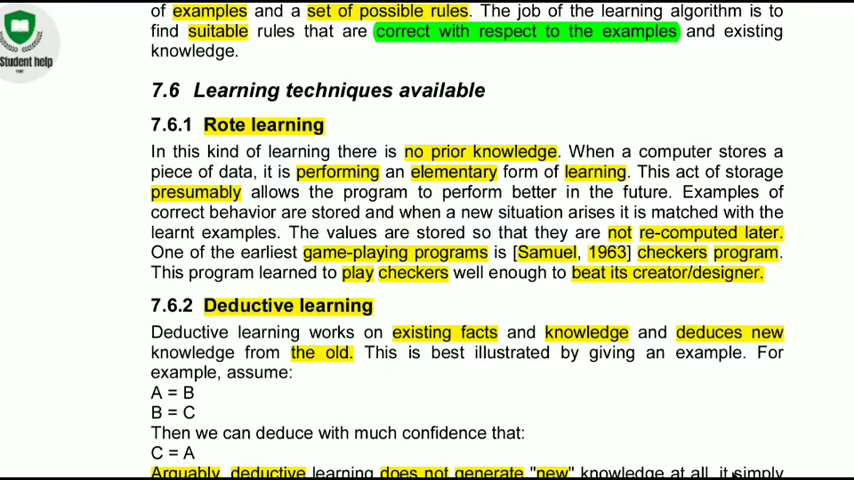 of examples and a set of possible rules. The job of the learning algorithm is to
find suitable rules that are correct with respect to the examples and existing
knowledge.
Student help
7.6 Learning techniques available
7.6.1 Rote learning
In this kind of learning there is no prior knowledge. When a computer stores a
piece of data, it is performing an elementary form of learning. This act of storage
presumably allows the program to perform better in the future. Examples of
correct behavior are stored and when a new situation arises it is matched with the
learnt examples. The values are stored so that they are not re-computed later.
One of the earliest game-playing programs is [Samuel, 1963] checkers program.
This program learned to play checkers well enough to beat its creator/designer.
7.6.2 Deductive learning
Deductive learning works on existing facts and knowledge and deduces new
knowledge from the old. This is best illustrated by giving an example. For
example, assume:
A = B
B = C
Then we can deduce with much confidence that:
C = A
Arguably, deductive learning does not generate "new" knowledge at all, it simply